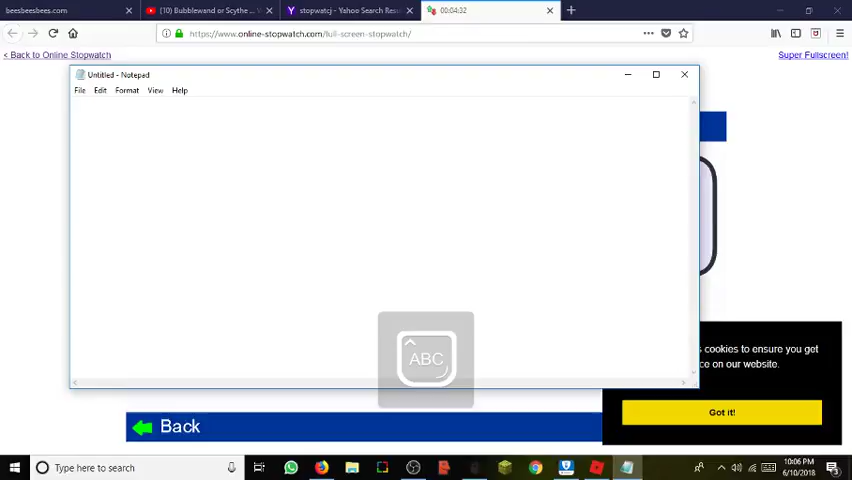 beesbeesbees.com
[10] Bubblewand or Scythe ...
stopwatcj - Yahoo Search Res
00:04:32
https://www.online-stopwatch.com/full-screen-stopwatch/
< Back to Online Stopwatch
Super Fullscreen!
Untitled - Notepad
File Edit Format View Help
ABC
s cookies to ensure you get
ce on our website.
Got it!
Back
Type here to search
10:06 PM
6/10/2018
3